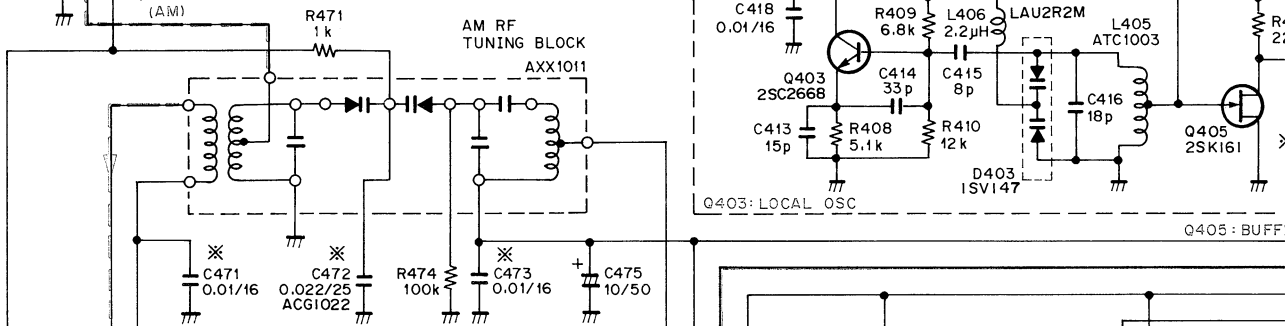 (AM)
R471
1k
AM RF
TUNING BLOCK
AXX1011
※
C471
0.01/16
※
C472
0.022/25
ACG1022
R474
100k
※
C473
0.01/16
+
C475
10/50
C418
0.01/16
R409
6.8k
L406
2.2μH
LAU2R2M
L405
ATC1003
Q403
2SC2668
C414
33p
C415
8p
C416
18p
C413
15p
R408
5.1k
R410
12k
D403
1SV147
Q405
2SK161
Q403: LOCAL OSC
Q405: BUFF